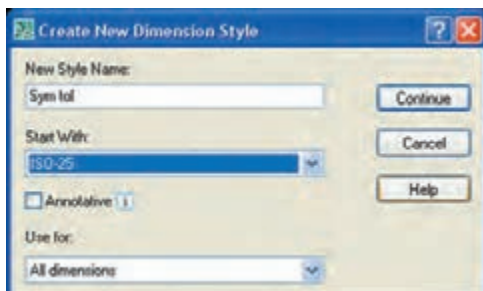 Create New Dimension Style
New Style Name:
Sym tol
Continue
Start With:
ISO-25
Cancel
Annotative
Help
Use for:
All dimensions